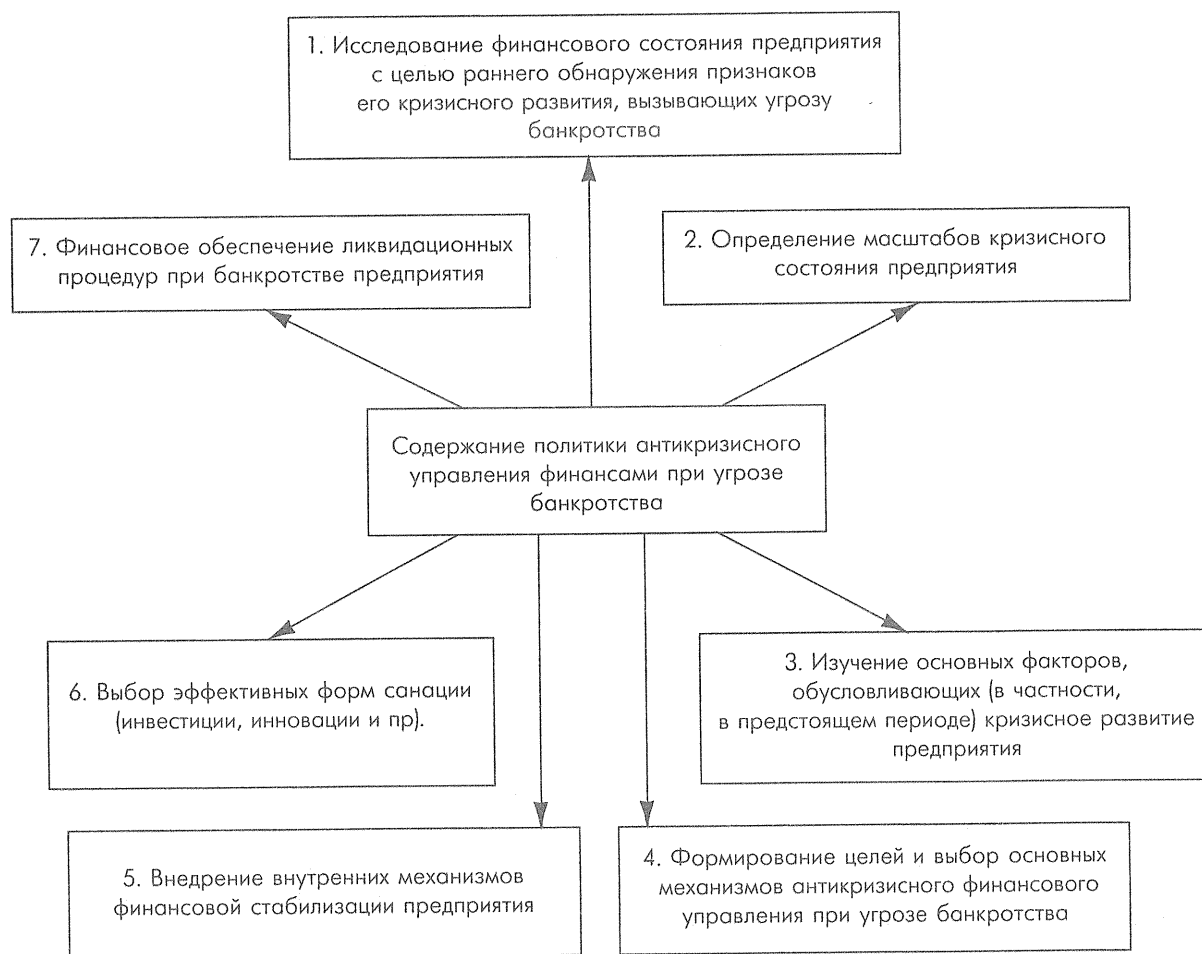 1. Исследование финансового состояния предприятия
с целью раннего обнаружения признаков
его кризисного развития, вызывающих угрозу
банкротства
7. Финансовое обеспечение ликвидационных
процедур при банкротстве предприятия
2. Определение масштабов кризисного
состояния предприятия
Содержание политики антикризисного
управления финансами при угрозе
банкротства
6. Выбор эффективных форм санации
(инвестиции, инновации и пр).
3. Изучение основных факторов,
обусловливающих (в частности,
в предстоящем периоде) кризисное развитие
предприятия
5. Внедрение внутренних механизмов
финансовой стабилизации предприятия
4. Формирование целей и выбор основных
механизмов антикризисного финансового
управления при угрозе банкротства